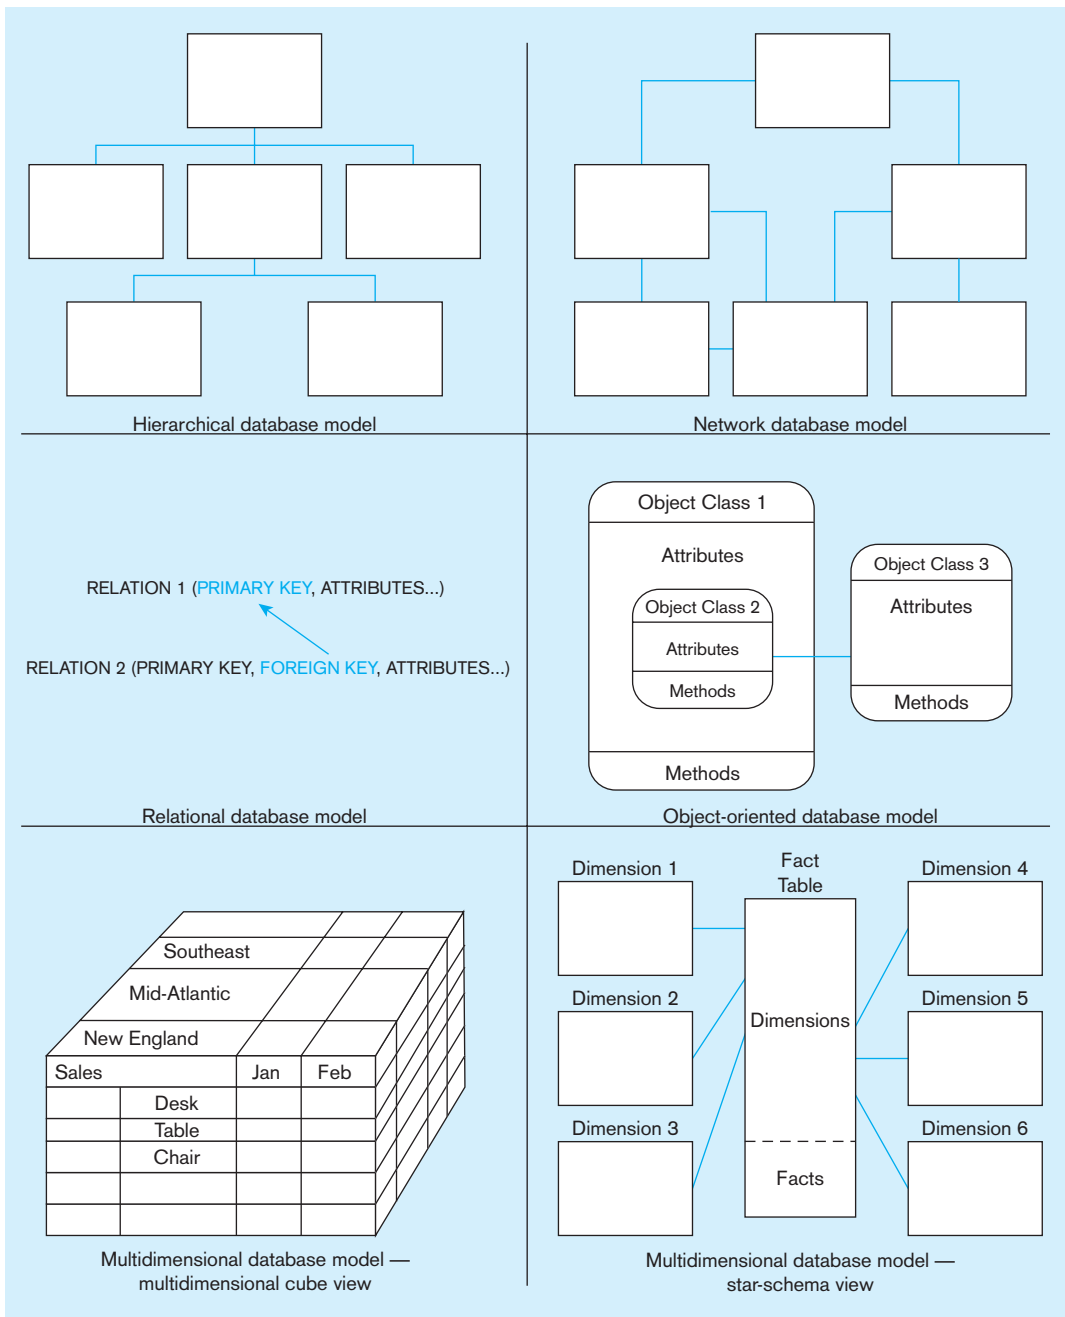 Hierarchical database model
Network database model
RELATION 1 (PRIMARY KEY, ATTRIBUTES...)
RELATION 2 (PRIMARY KEY, FOREIGN KEY, ATTRIBUTES...)
Relational database model
Object Class 1
Attributes
Object Class 2
Attributes
Methods
Methods
Object Class 3
Attributes
Methods
Object-oriented database model
Southeast
Mid-Atlantic
New England
Sales Jan Feb
Desk
Table
Chair
Multidimensional database model —
multidimensional cube view
Dimension 1
Dimension 2
Dimension 3
Fact
Table
Dimensions
Facts
Dimension 4
Dimension 5
Dimension 6
Multidimensional database model —
star-schema view